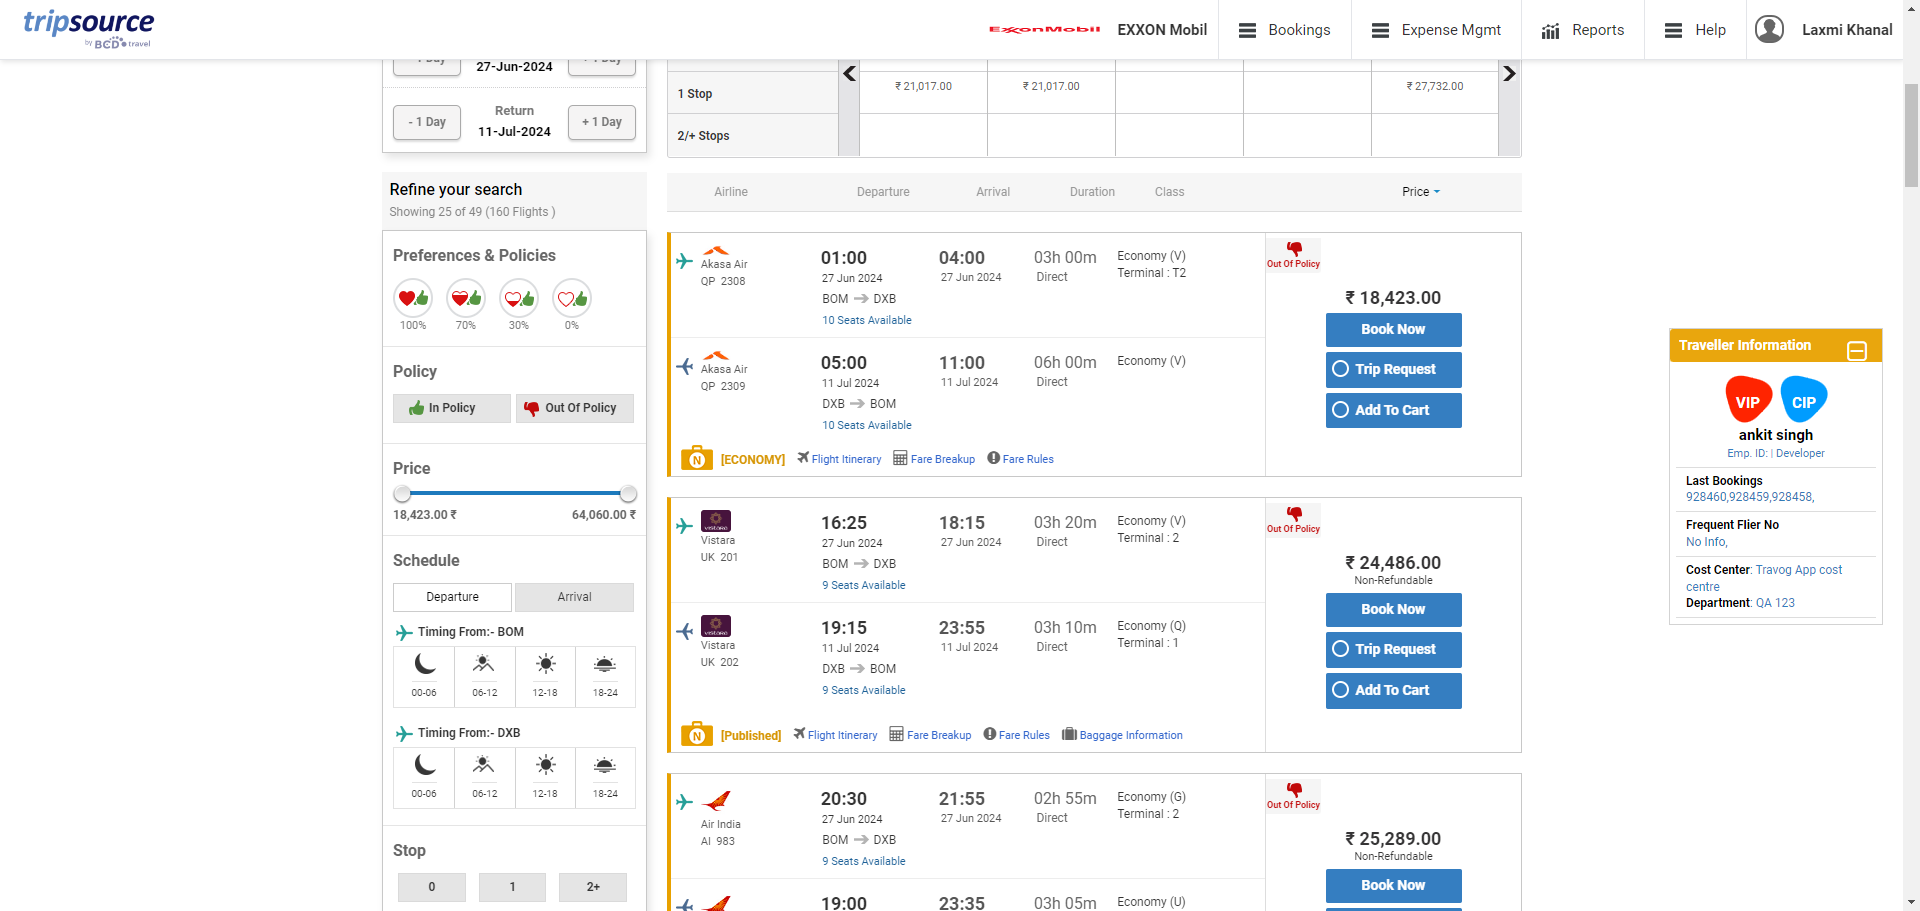 tripsource
by BCD travel
ExxonMobil
EXXON Mobil
Bookings
Expense Mgmt
Reports
Help
Laxmi Khanal
27-Jun-2024
Return
- 1 Day
11-Jul-2024
+ 1 Day
1 Stop
₹ 21,017.00
₹ 21,017.00
₹ 27,732.00
2/+ Stops
Refine your search
Showing 25 of 49 (160 Flights )
Preferences & Policies
100%
70%
30%
0%
Policy
In Policy
Out Of Policy
Price
18,423.00 ₹
64,060.00 ₹
Schedule
Departure
Arrival
Timing From:- BOM
00-06
06-12
12-18
18-24
Timing From:- DXB
00-06
06-12
12-18
18-24
Stop
0
1
2+
Airline
Departure
Arrival
Duration
Class
Price
Akasa Air
QP 2308
01:00
27 Jun 2024
BOM DXB
10 Seats Available
04:00
27 Jun 2024
03h 00m
Direct
Economy (V)
Terminal : T2
Akasa Air
QP 2309
05:00
11 Jul 2024
DXB BOM
10 Seats Available
11:00
11 Jul 2024
06h 00m
Direct
Economy (V)
N
[ECONOMY]
Flight Itinerary
Fare Breakup
Fare Rules
Out Of Policy
₹ 18,423.00
Book Now
Trip Request
Add To Cart
VISTARA
Vistara
UK 201
16:25
27 Jun 2024
BOM DXB
9 Seats Available
18:15
27 Jun 2024
03h 20m
Direct
Economy (V)
Terminal : 2
VISTARA
Vistara
UK 202
19:15
11 Jul 2024
DXB BOM
9 Seats Available
23:55
11 Jul 2024
03h 10m
Direct
Economy (Q)
Terminal : 1
N
[Published]
Flight Itinerary
Fare Breakup
Fare Rules
Baggage Information
Out Of Policy
₹ 24,486.00
Non-Refundable
Book Now
Trip Request
Add To Cart
Air India
AI 983
20:30
27 Jun 2024
BOM DXB
9 Seats Available
21:55
27 Jun 2024
02h 55m
Direct
Economy (G)
Terminal : 2
19:00
23:35
03h 05m
Economy (U)
Out Of Policy
₹ 25,289.00
Non-Refundable
Book Now
Traveller Information
VIP
CIP
ankit singh
Emp. ID: | Developer
Last Bookings
928460,928459,928458,
Frequent Flier No
No Info,
Cost Center: Travog App cost
centre
Department: QA 123